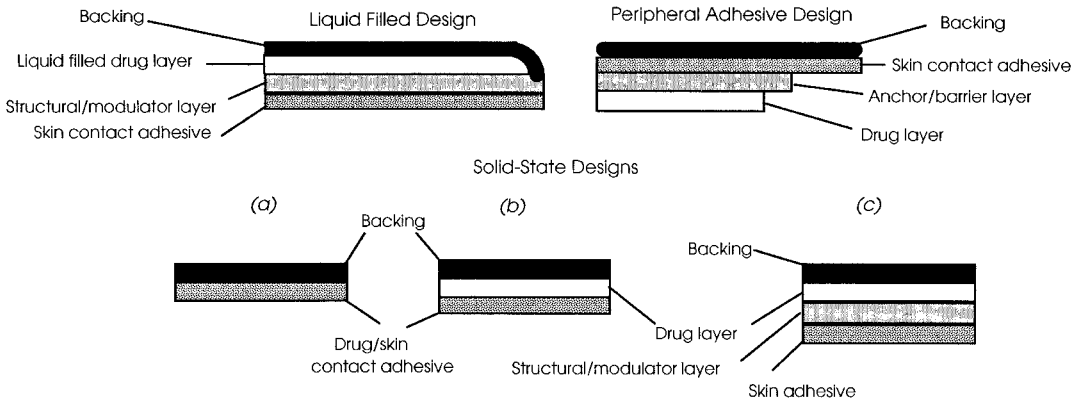 Liquid Filled Design
Backing
Liquid filled drug layer
Structural/modulator layer
Skin contact adhesive
Peripheral Adhesive Design
Backing
Skin contact adhesive
Anchor/barrier layer
Drug layer
Solid-State Designs
(a)
(b)
(c)
Backing
Drug/skin
contact adhesive
Backing
Drug layer
Structural/modulator layer
Skin adhesive